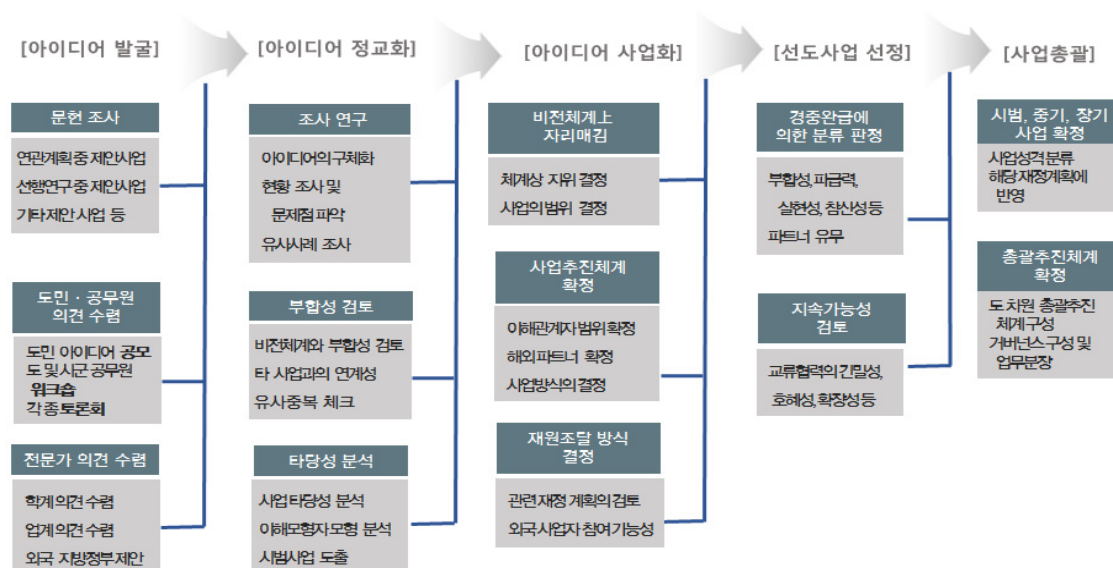 [아이디어 발굴]
[아이디어 정교화]
[아이디어 사업화]
[선도사업 선정]
[사업총괄]
문헌 조사
연관계획 중 제안사업
선행연구 중 제안사업
기타 제안 사업 등
도민 · 공무원
의견 수렴
도민 아이디어 공모
도 및 시군 공무원
워크숍
각종 토론회
전문가 의견 수렴
학계 의견 수렴
업계 의견 수렴
외국 지방정부 제안
조사 연구
아이디어의 구체화
현황 조사 및
문제점 파악
유사사례 조사
부합성 검토
비전체계와 부합성 검토
타 사업과의 연계성
유사중복 체크
타당성 분석
사업 타당성 분석
이해모형자 모형 분석
시범사업 도출
비전체계上
자리매김
체계상 지위 결정
사업의 범위 결정
사업추진체계
확정
이해관계자 범위 확정
해외 파트너 확정
사업방식의 결정
재원조달 방식
결정
관련 재정 계획의 검토
외국 사업자 참여 가능성
경중완급에
의한 분류 판정
부합성, 파급력,
실현성, 참신성 등
파트너 유무
지속가능성
검토
교류협력의 긴밀성,
호혜성, 확장성 등
시범, 중기, 장기
사업 확정
사업성격 분류
해당 재정계획에
반영
총괄추진체계
확정
도 차원 총괄추진
체계 구성
거버넌스 구성 및
업무분장